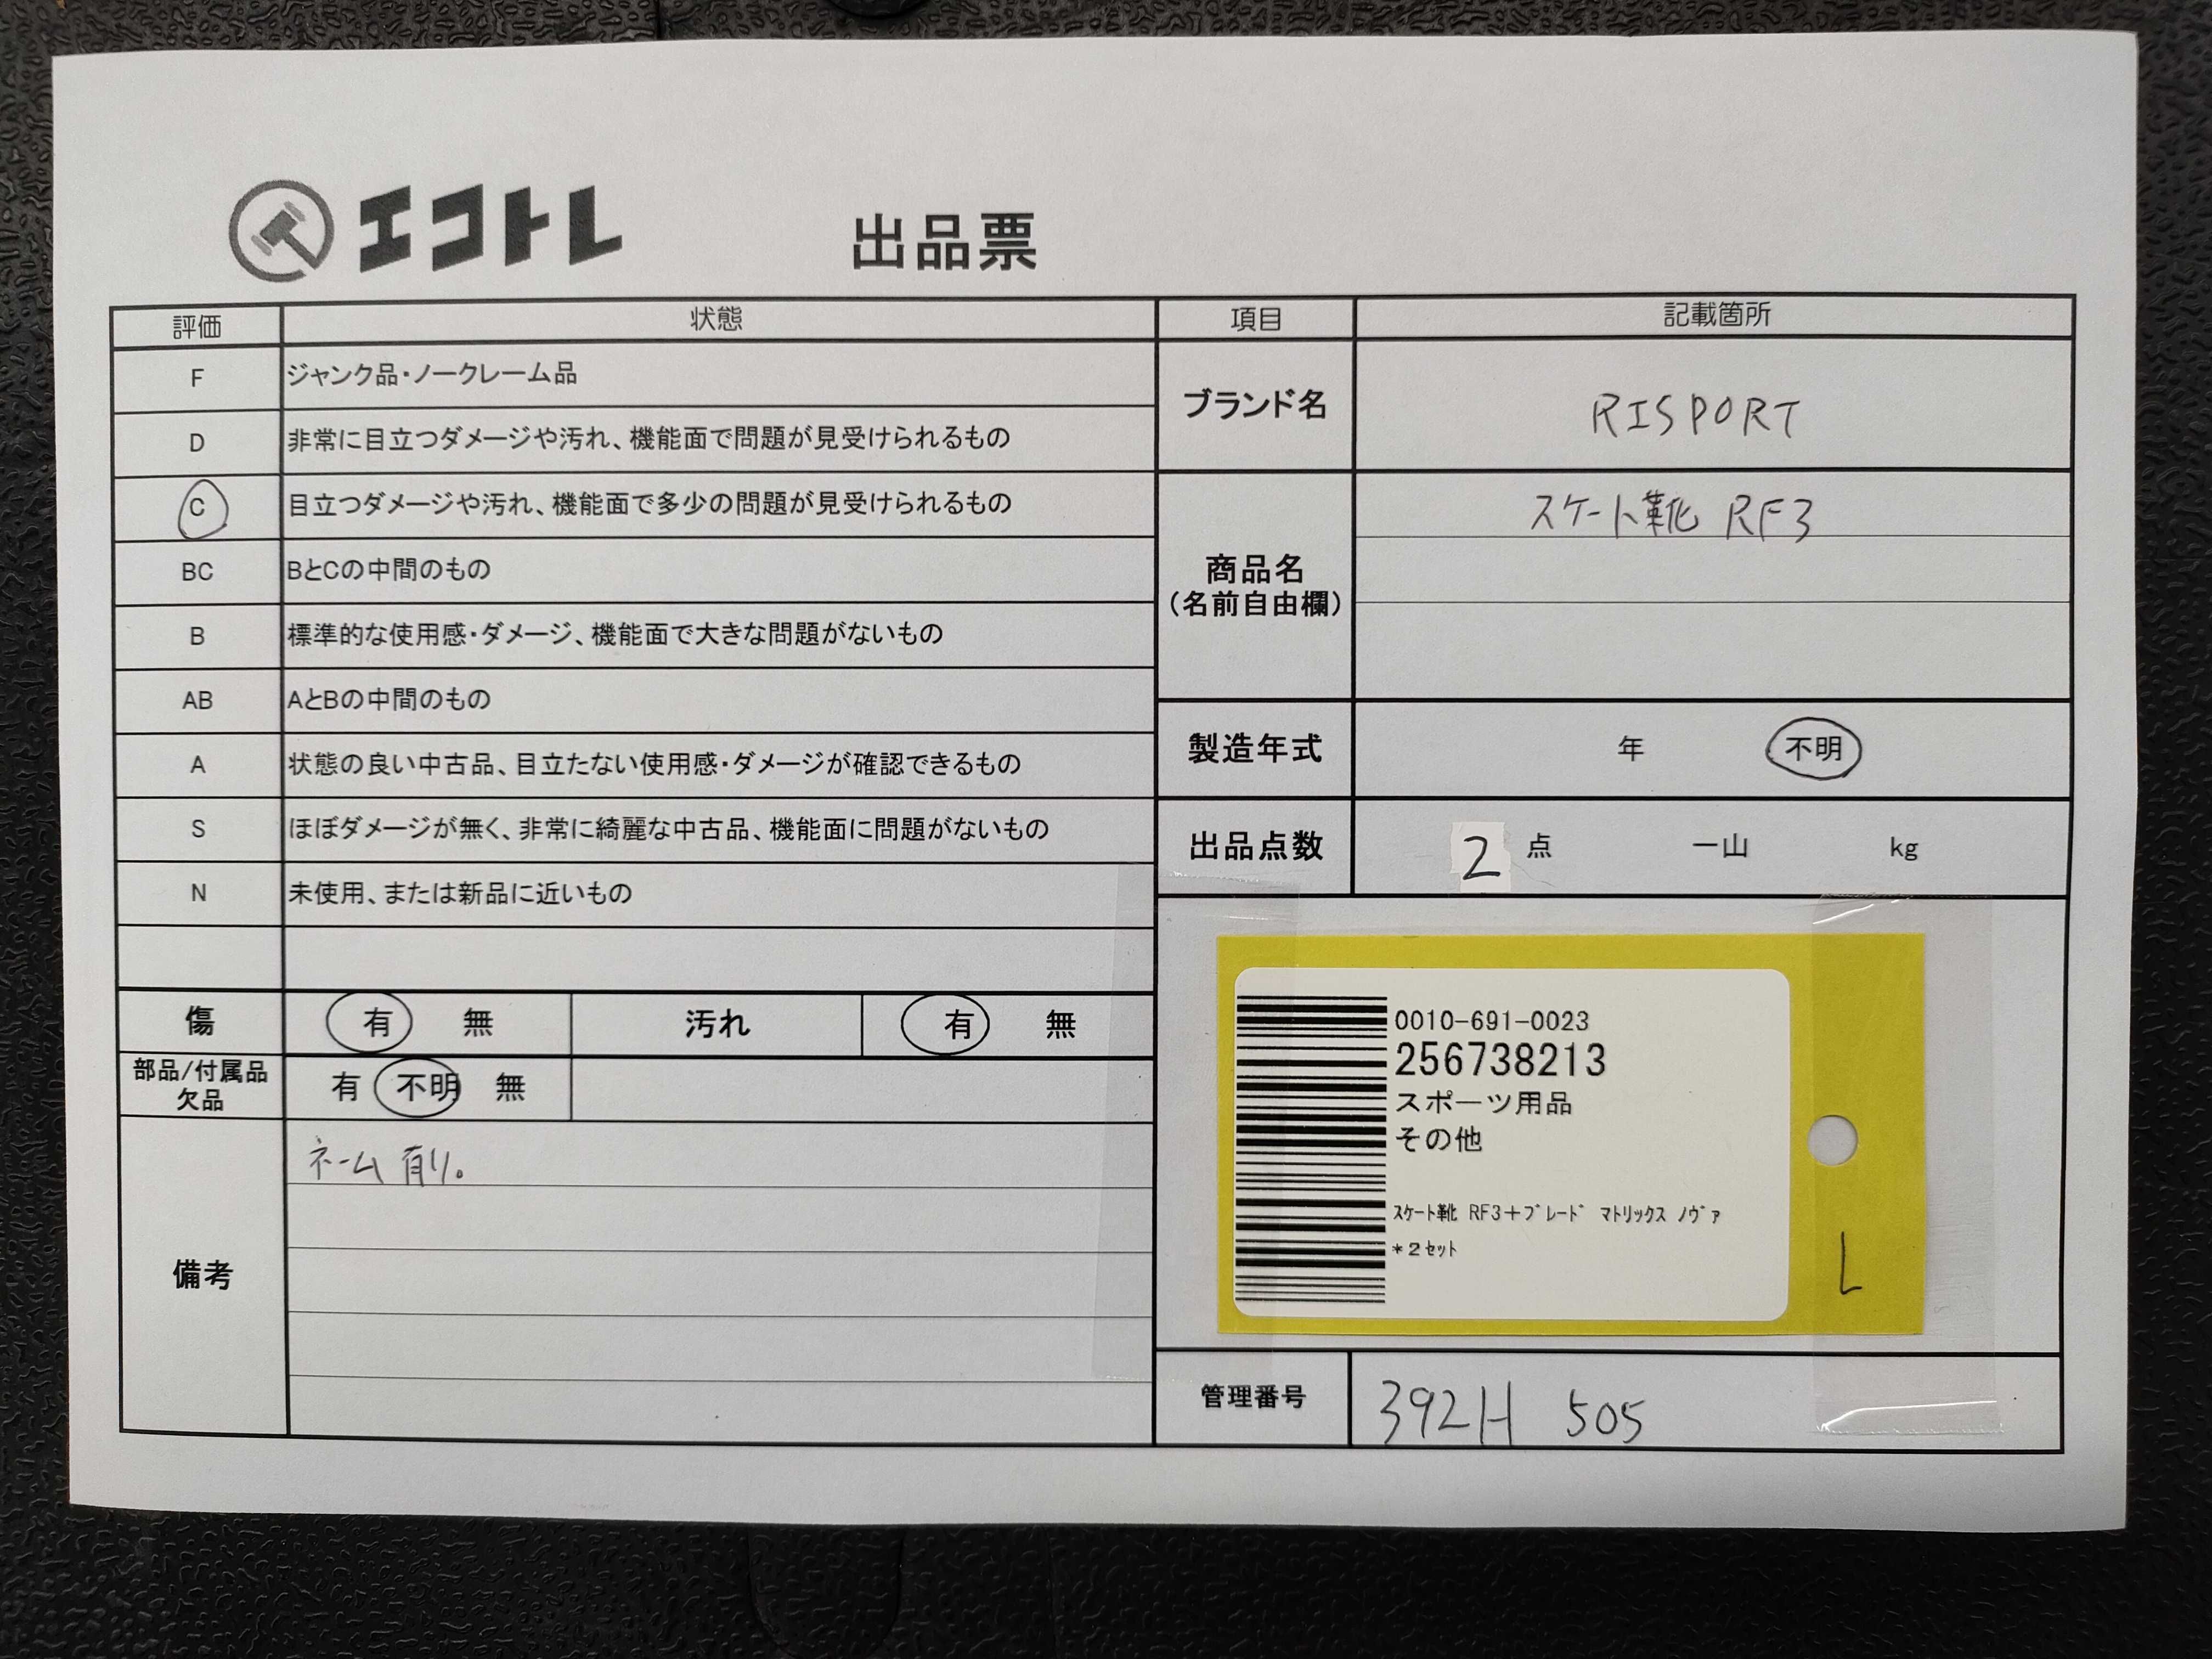 エコトレ
出品票
評価 状態
F ジャンク品・ノークレーム品
D 非常に目立つダメージや汚れ、機能面で問題が見受けられるもの
C 目立つダメージや汚れ、機能面で多少の問題が見受けられるもの
BC BとCの中間のもの
B 標準的な使用感・ダメージ、機能面で大きな問題がないもの
AB AとBの中間のもの
A 状態の良い中古品、目立たない使用感・ダメージが確認できるもの
S ほぼダメージが無く、非常に綺麗な中古品、機能面に問題がないもの
N 未使用、または新品に近いもの
傷 有 無 汚れ 有 無
部品/付属品
欠品
有 不明 無
備考
ネーム有り。
項目 記載箇所
ブランド名 RISPORT
商品名
(名前自由欄)
スケート靴 RF3
製造年式 年 不明
出品点数 2 点 一山 kg
0010-691-0023
256738213
スポーツ用品
その他
ｽｹｰﾄ靴 RF3+ﾌﾞﾚｰﾄﾞ ﾏﾄﾘｯｸｽ ﾉｳﾞｧ
*2ｾｯﾄ
L
管理番号 392H 505